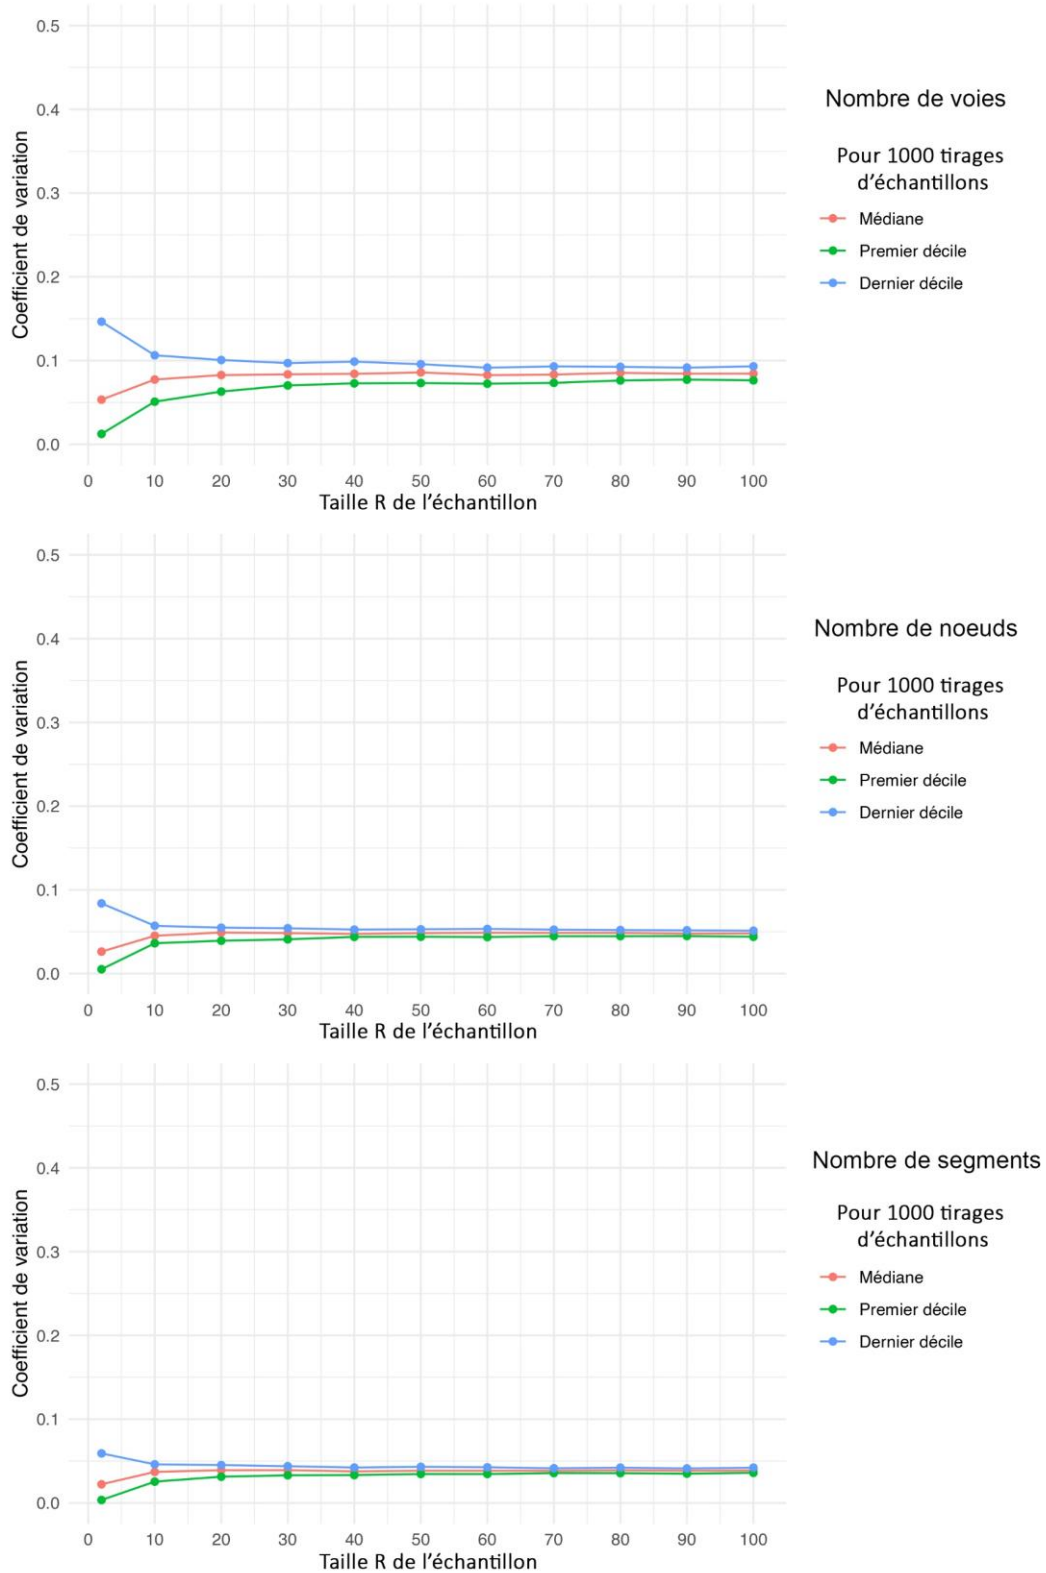 0.5
0.4
0.3
0.2
0.1
0.0
Coefficient de variation
0 10 20 30 40 50 60 70 80 90 100
Taille R de l'échantillon
Nombre de voies
Pour 1000 tirages
d'échantillons
Médiane
Premier décile
Dernier décile
0.5
0.4
0.3
0.2
0.1
0.0
Coefficient de variation
0 10 20 30 40 50 60 70 80 90 100
Taille R de l'échantillon
Nombre de noeuds
Pour 1000 tirages
d'échantillons
Médiane
Premier décile
Dernier décile
0.5
0.4
0.3
0.2
0.1
0.0
Coefficient de variation
0 10 20 30 40 50 60 70 80 90 100
Taille R de l'échantillon
Nombre de segments
Pour 1000 tirages
d'échantillons
Médiane
Premier décile
Dernier décile